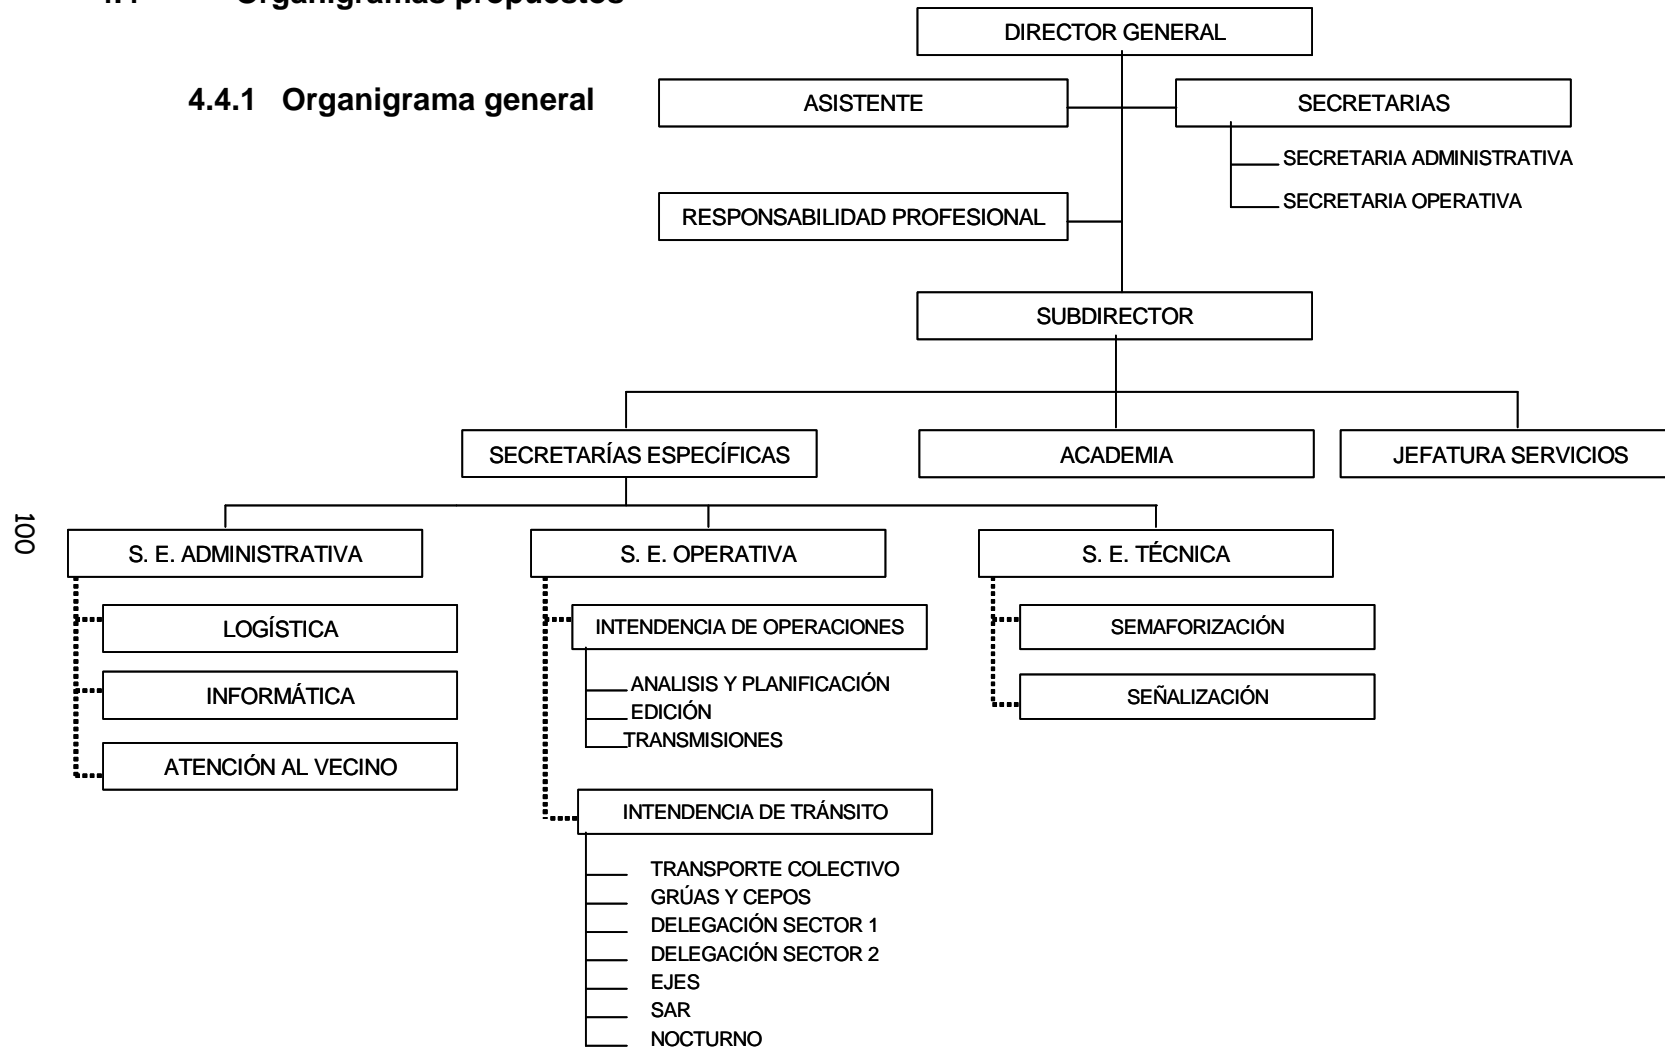 4.4 Organigramas propuestos
DIRECTOR GENERAL
4.4.1 Organigrama general
ASISTENTE
SECRETARIAS
SECRETARIA ADMINISTRATIVA
SECRETARIA OPERATIVA
RESPONSABILIDAD PROFESIONAL
SUBDIRECTOR
SECRETARÍAS ESPECÍFICAS
ACADEMIA
JEFATURA SERVICIOS
100
S. E. ADMINISTRATIVA
LOGÍSTICA
INFORMÁTICA
ATENCIÓN AL VECINO
S. E. OPERATIVA
INTENDENCIA DE OPERACIONES
ANALISIS Y PLANIFICACIÓN
EDICIÓN
TRANSMISIONES
INTENDENCIA DE TRÁNSITO
TRANSPORTE COLECTIVO
GRÚAS Y CEPOS
DELEGACIÓN SECTOR 1
DELEGACIÓN SECTOR 2
EJES
SAR
NOCTURNO
S. E. TÉCNICA
SEMAFORIZACIÓN
SEÑALIZACIÓN